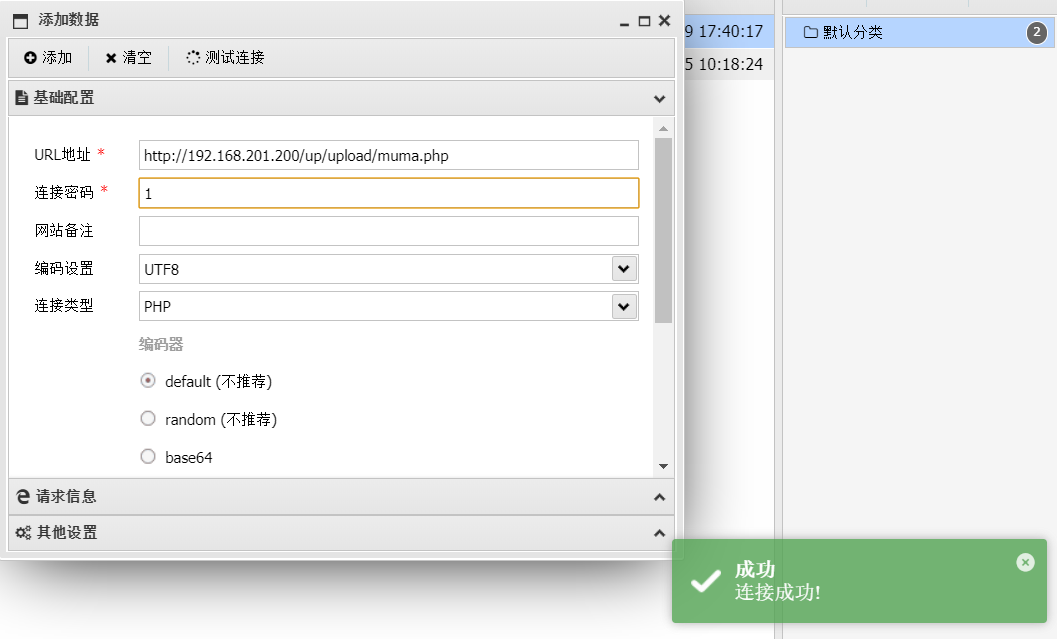 添加数据
添加 清空 测试连接
基础配置
URL地址 *
http://192.168.201.200/up/upload/muma.php
连接密码 *
1
网站备注
编码设置
UTF8
连接类型
PHP
编码器
default (不推荐)
random (不推荐)
base64
请求信息
其他设置
9 17:40:17
5 10:18:24
默认分类
2
成功
连接成功!